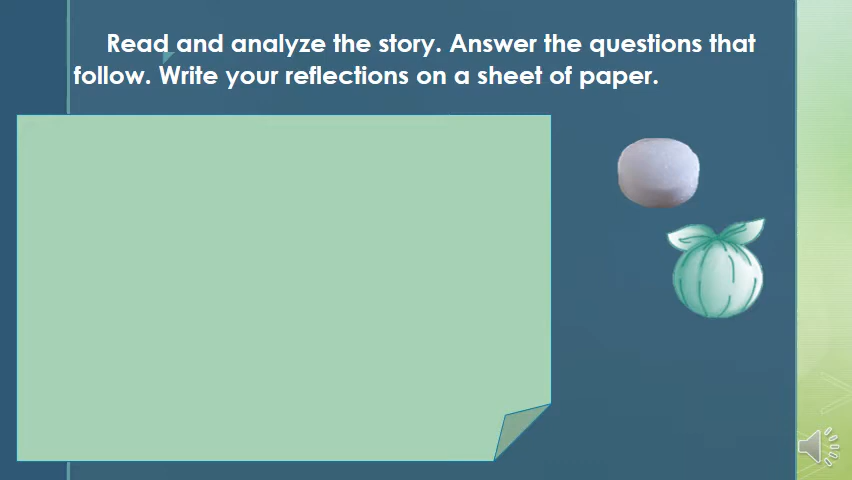 Read and analyze the story. Answer the questions that
follow. Write your reflections on a sheet of paper.